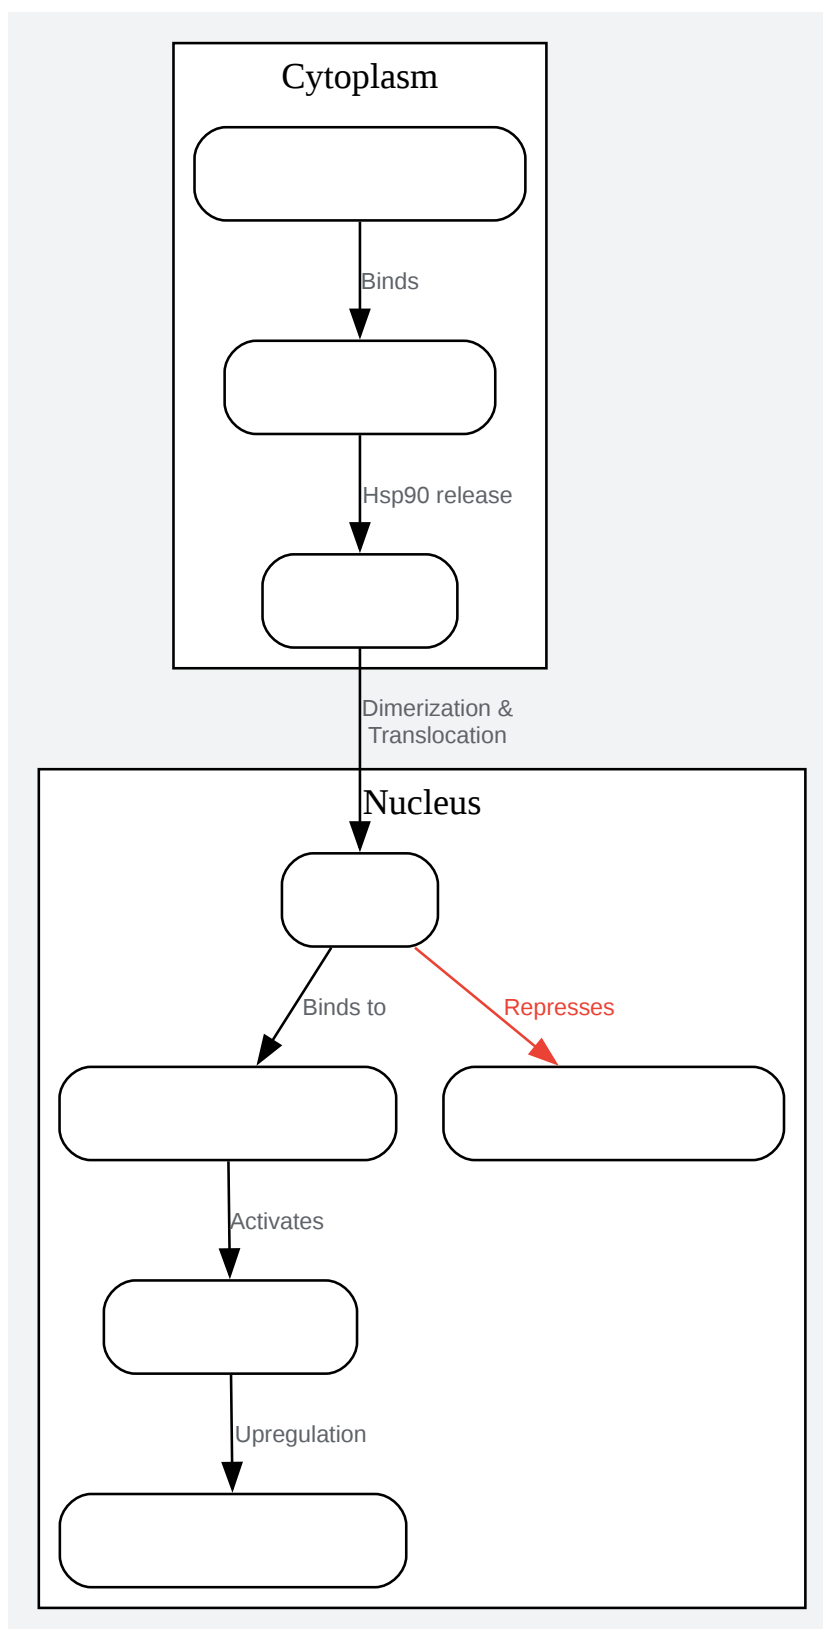 Cytoplasm
Binds
Hsp90 release
Dimerization &
Translocation
Nucleus
Binds to
Represses
Activates
Upregulation